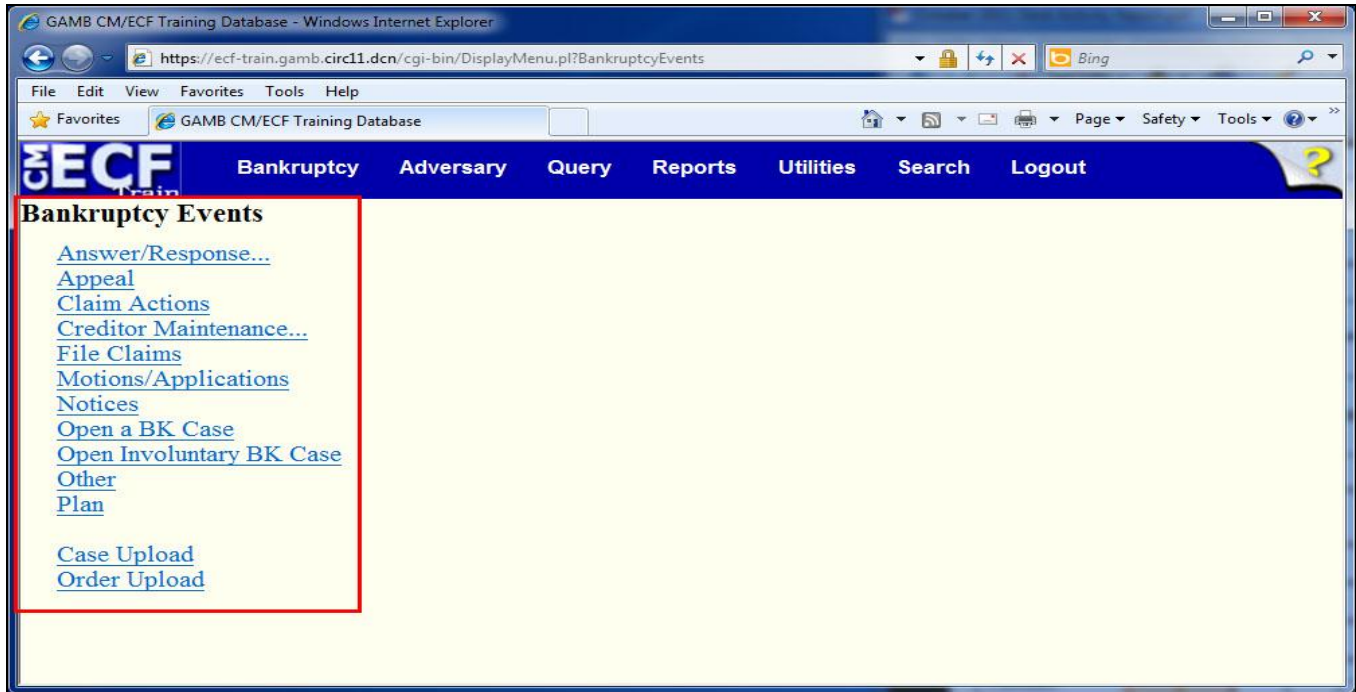 GAMB CM/ECF Training Database - Windows Internet Explorer
https://ecf-train.gamb.circ11.dcn/cgi-bin/DisplayMenu.pl?BankruptcyEvents
Bing
File Edit View Favorites Tools Help
Favorites GAMB CM/ECF Training Database Page Safety Tools
CM ECF Train Bankruptcy Adversary Query Reports Utilities Search Logout ?
Bankruptcy Events
Answer/Response...
Appeal
Claim Actions
Creditor Maintenance...
File Claims
Motions/Applications
Notices
Open a BK Case
Open Involuntary BK Case
Other
Plan
Case Upload
Order Upload